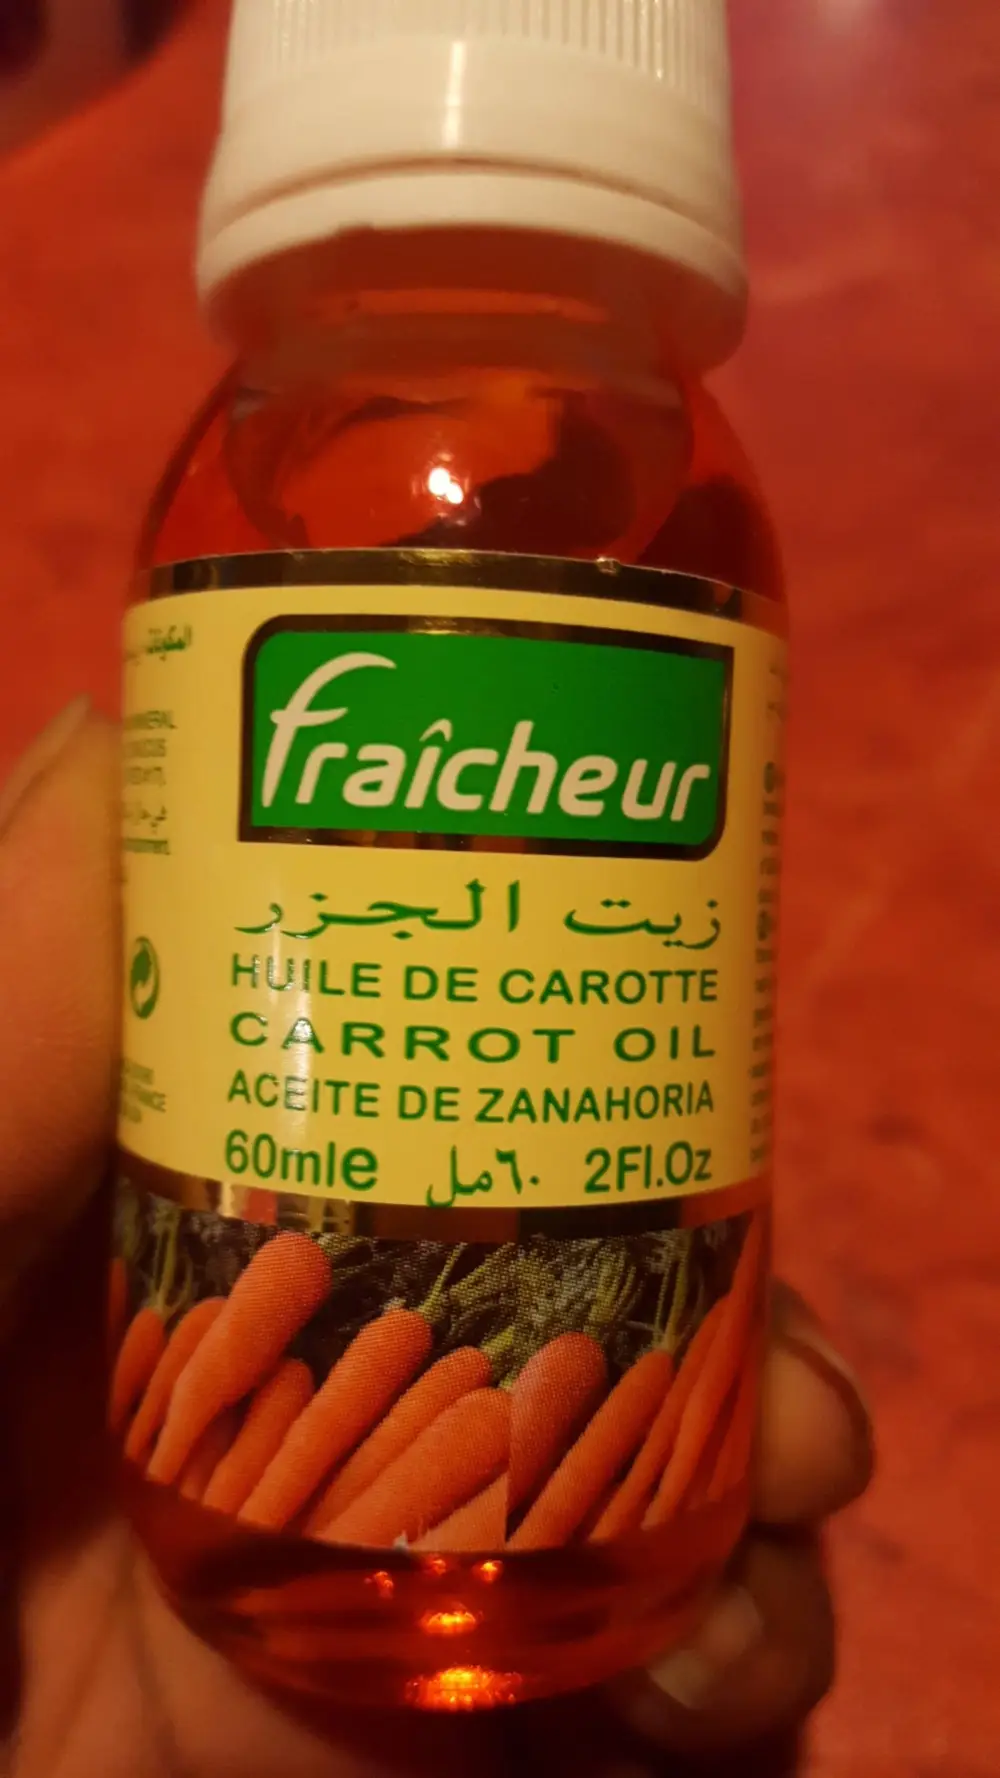 fraîcheur
زيت الجزر
HUILE DE CAROTTE
CARROT OIL
ACEITE DE ZANAHORIA
60mle ٦٠مل 2Fl.Oz